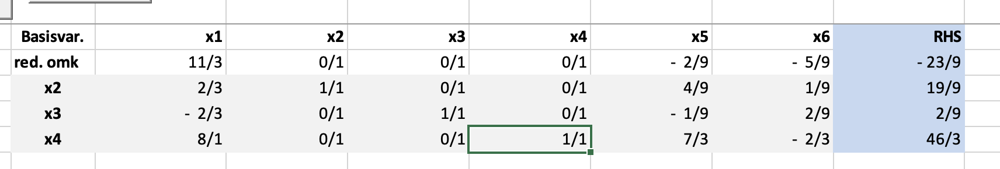 Basisvar. x1 x2 x3 x4 x5 x6 RHS
red. omk 11/3 0/1 0/1 0/1 - 2/9 - 5/9 - 23/9
x2 2/3 1/1 0/1 0/1 4/9 1/9 19/9
x3 - 2/3 0/1 1/1 0/1 - 1/9 2/9 2/9
x4 8/1 0/1 0/1 1/1 7/3 - 2/3 46/3